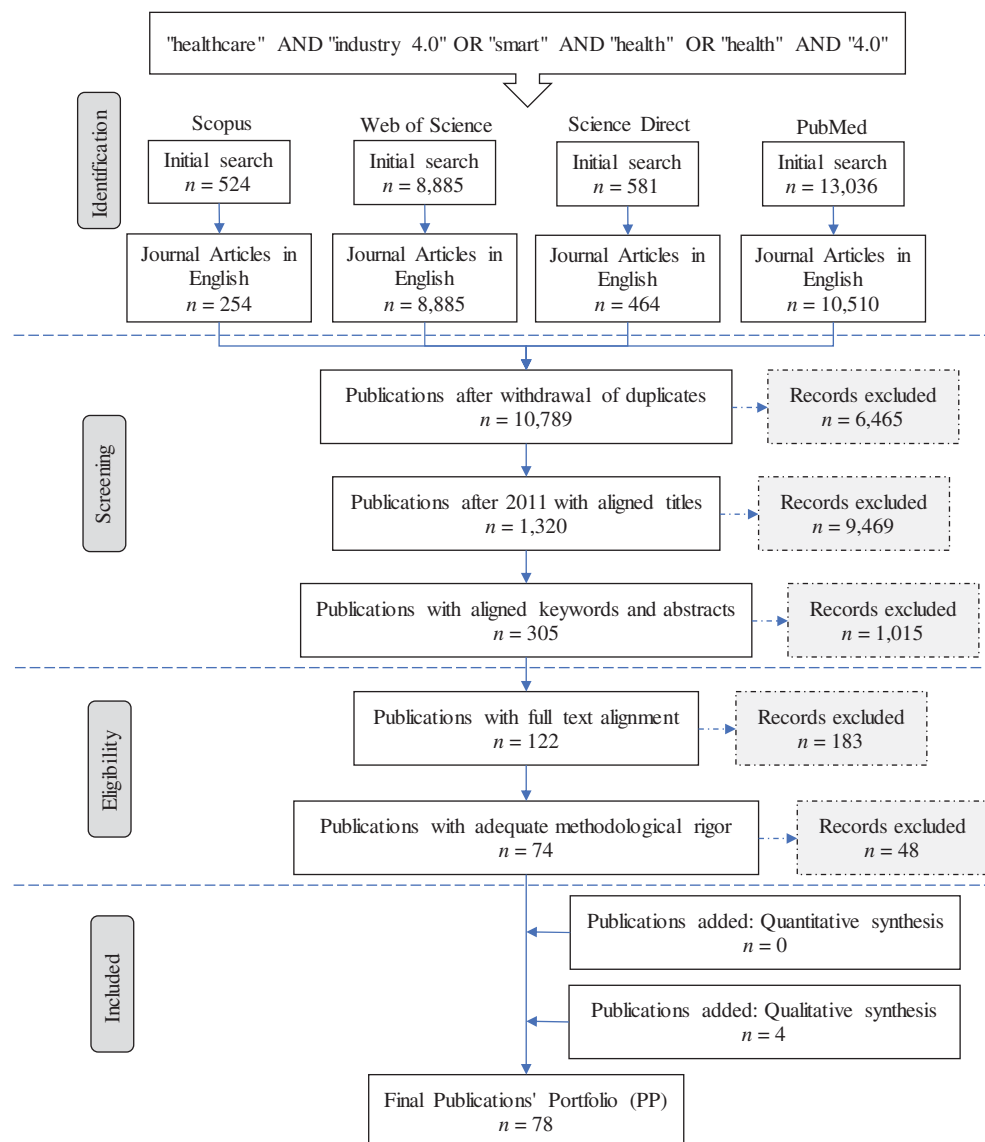 "healthcare" AND "industry 4.0" OR "smart" AND "health" OR "health" AND "4.0"
Identification
Scopus
Initial search
n = 524
Journal Articles in
English
n = 254
Web of Science
Initial search
n = 8,885
Journal Articles in
English
n = 8,885
Science Direct
Initial search
n = 581
Journal Articles in
English
n = 464
PubMed
Initial search
n = 13,036
Journal Articles in
English
n = 10,510
Screening
Publications after withdrawal of duplicates
n = 10,789
Records excluded
n = 6,465
Publications after 2011 with aligned titles
n = 1,320
Records excluded
n = 9,469
Publications with aligned keywords and abstracts
n = 305
Records excluded
n = 1,015
Eligibility
Publications with full text alignment
n = 122
Records excluded
n = 183
Publications with adequate methodological rigor
n = 74
Records excluded
n = 48
Included
Publications added: Quantitative synthesis
n = 0
Publications added: Qualitative synthesis
n = 4
Final Publications' Portfolio (PP)
n = 78